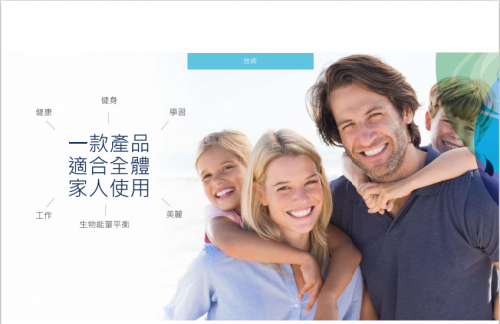 技術
健身
健康
學習
一款產品
適合全體
家人使用
工作
美麗
生物能量平衡